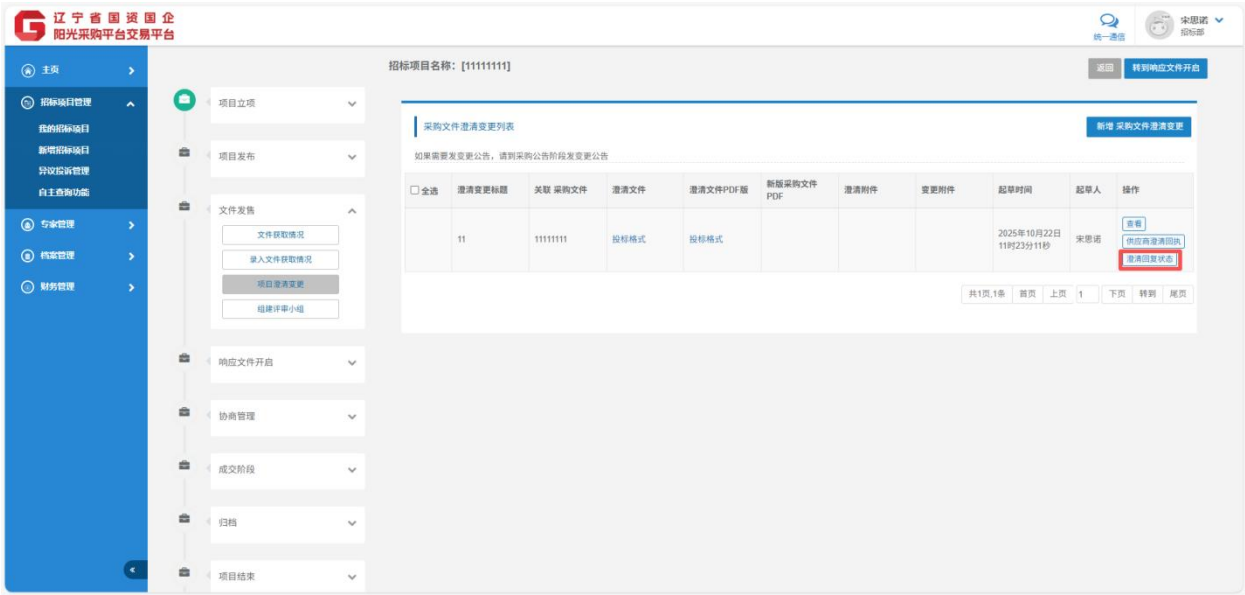 辽宁省国资国企
阳光采购平台交易平台
统一通信
宋思诺
招标部
主页
招标项目管理
我的招标项目
新增招标项目
异议投诉管理
自主查询功能
专家管理
档案管理
财务管理
招标项目名称：[11111111]
返回
转到响应文件开启
项目立项
项目发布
文件发售
文件获取情况
录入文件获取情况
项目澄清变更
组建评审小组
响应文件开启
协商管理
成交阶段
归档
项目结束
采购文件澄清变更列表
新增 采购文件澄清变更
如果需要发变更公告，请到采购公告阶段发变更公告
全选 澄清变更标题 关联 采购文件 澄清文件 澄清文件PDF版 新版采购文件PDF 澄清附件 变更附件 起草时间 起草人 操作
11 11111111 投标格式 投标格式 2025年10月22日 11时23分11秒 宋思诺 查看
供应商澄清回执
澄清回复状态
共1页,1条 首页 上页 1 下页 转到 尾页